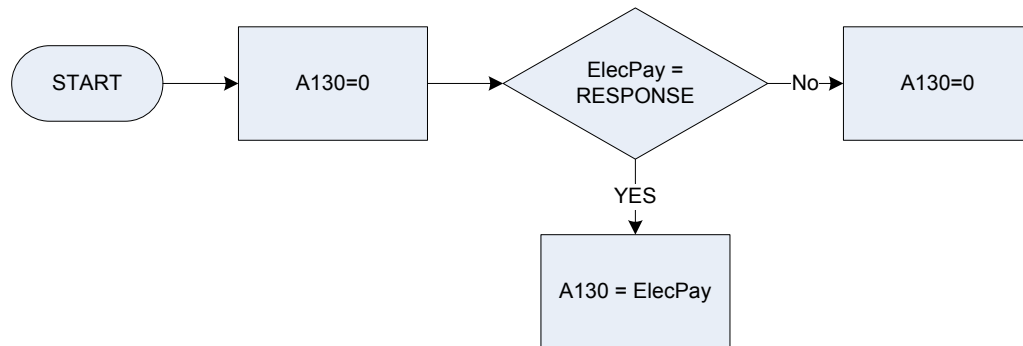 START
A130=0
ElecPay =
RESPONSE
No
A130=0
YES
A130 = ElecPay